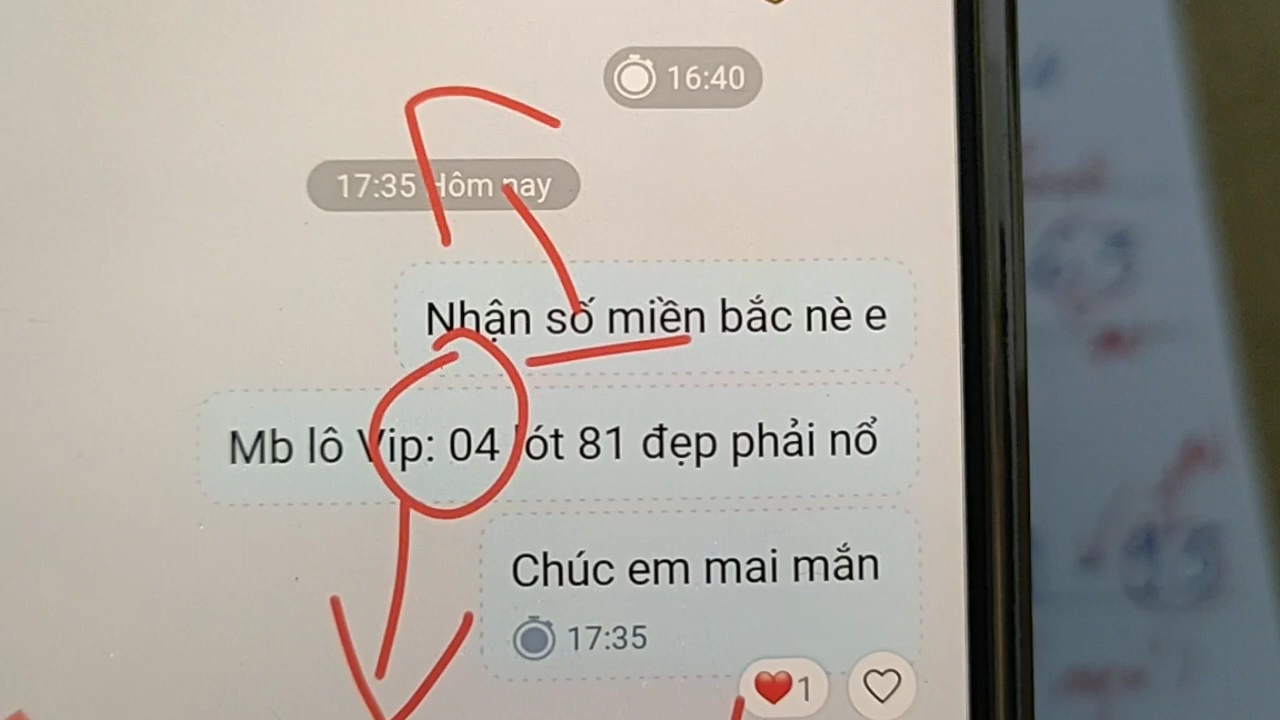 16:40
17:35 Hôm nay
Nhận số miền bắc nè e
Mb lô Vip: 04 lót 81 đẹp phải nổ
Chúc em mai mắn
17:35
1